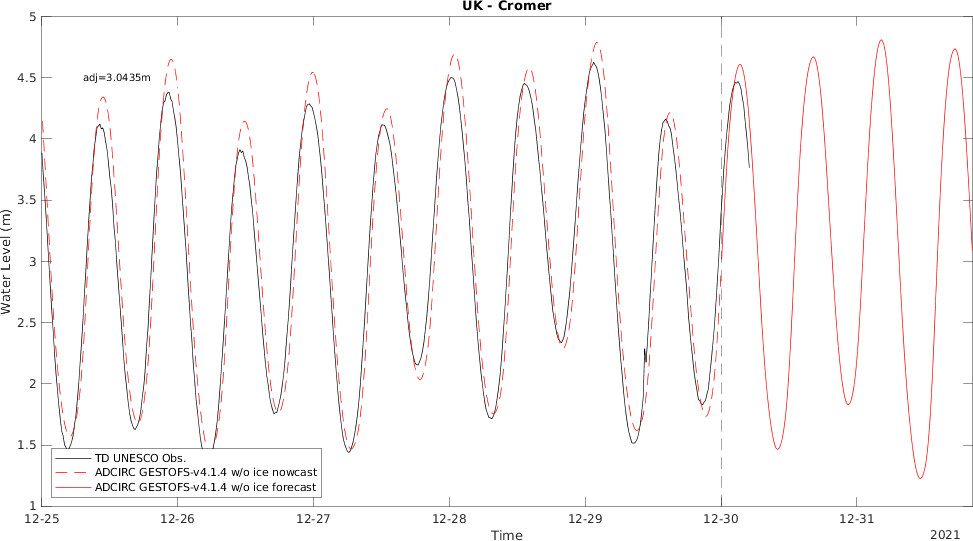 UK - Cromer
5
4.5
4
3.5
3
2.5
2
1.5
1
Water Level (m)
adj=3.0435m
TD UNESCO Obs.
ADCIRC GESTOFS-v4.1.4 w/o ice nowcast
ADCIRC GESTOFS-v4.1.4 w/o ice forecast
12-25 12-26 12-27 12-28 12-29 12-30 12-31
Time
2021